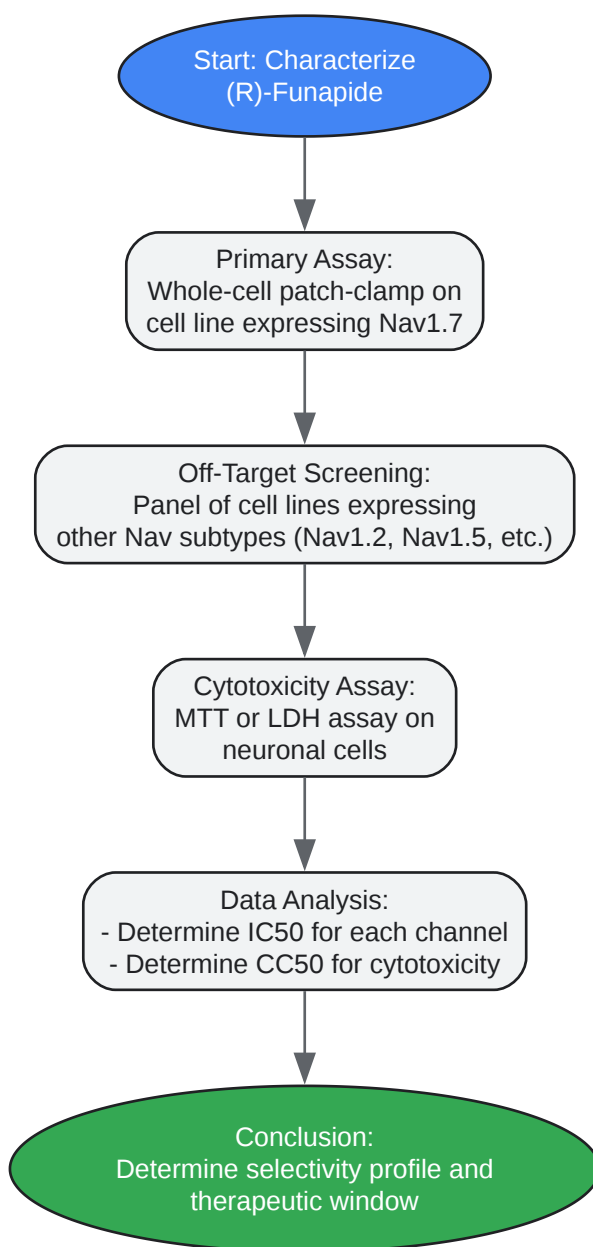 Start: Characterize
(R)-Funapide
Primary Assay:
Whole-cell patch-clamp on
cell line expressing Nav1.7
Off-Target Screening:
Panel of cell lines expressing
other Nav subtypes (Nav1.2, Nav1.5, etc.)
Cytotoxicity Assay:
MTT or LDH assay on
neuronal cells
Data Analysis:
- Determine IC50 for each channel
- Determine CC50 for cytotoxicity
Conclusion:
Determine selectivity profile and
therapeutic window